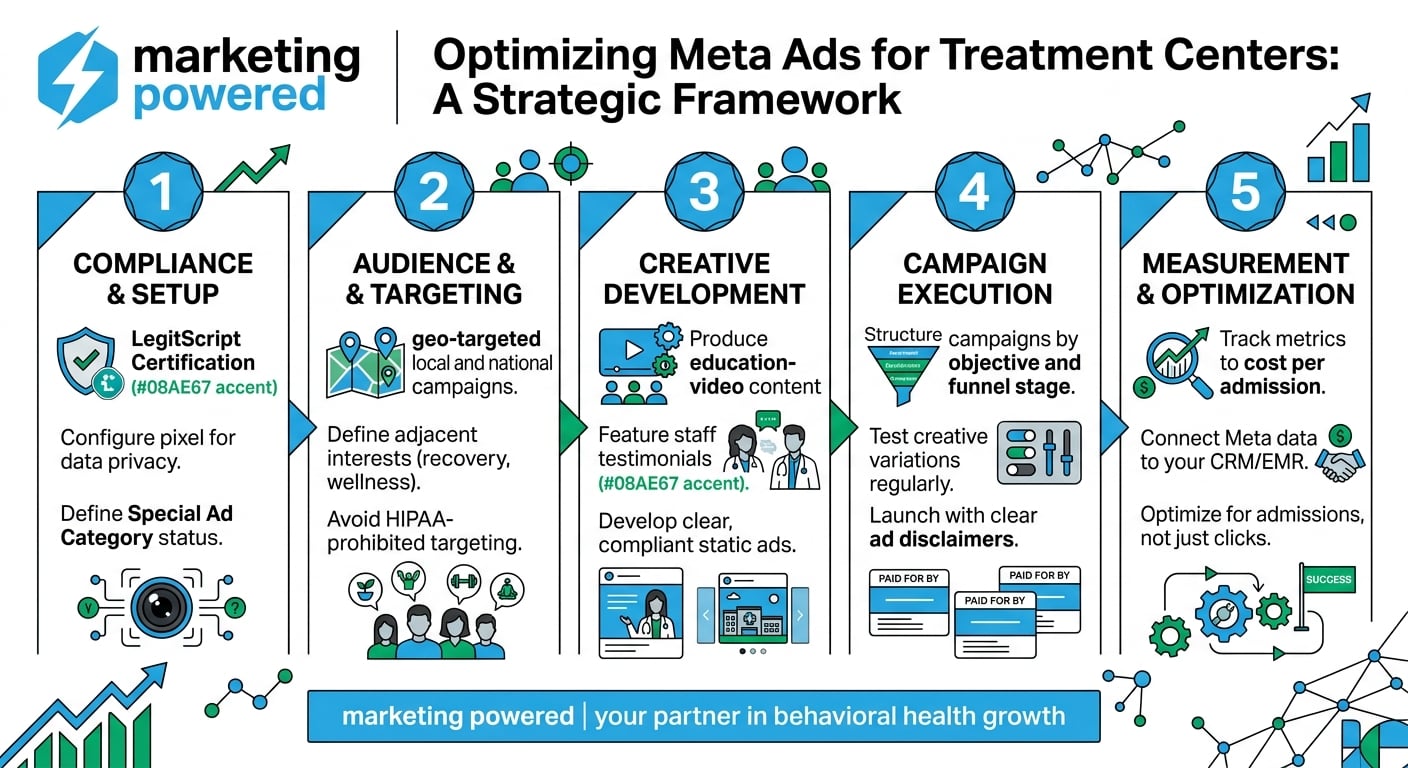 marketing
powered
Optimizing Meta Ads for Treatment Centers:
A Strategic Framework
1
COMPLIANCE
& SETUP
LegitScript
Certification
(#08AE67 accent)
Configure pixel for
data privacy.
Define Special Ad
Category status.
Y
?
2
AUDIENCE &
& TARGETING
geo-targeted
local and national
campaigns.
Define adjacent
interests (recovery,
wellness).
Avoid HIPAA-
prohibited targeting.
3
CREATIVE
DEVELOPMENT
Produce
education-
video content
Feature staff
testimonials
(#08AE67 accent).
Develop clear,
compliant static ads.
4
CAMPAIGN
EXECUTION
Structure campaigns by
objective and
funnel stage.
Test creative
variations
regularly.
Launch with clear
ad disclaimers.
PAID FOR BY
PAID FOR BY
PAID FOR BY
5
MEASUREMENT
& OPTIMIZATION
Track metrics
to cost per
admission.
$
Connect Meta data
to your CRM/EMR.
$
Optimize for admissions,
not just clicks.
SUCCESS
marketing powered | your partner in behavioral health growth